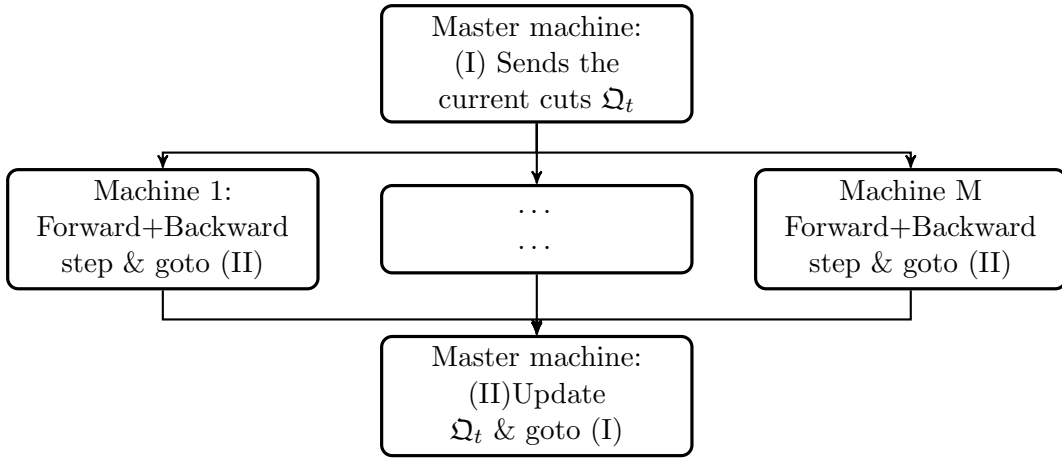 Master machine:
(I) Sends the
current cuts 𝔔ₜ
Machine 1:
Forward+Backward
step & goto (II)
...
...
Machine M
Forward+Backward
step & goto (II)
Master machine:
(II)Update
𝔔ₜ & goto (I)